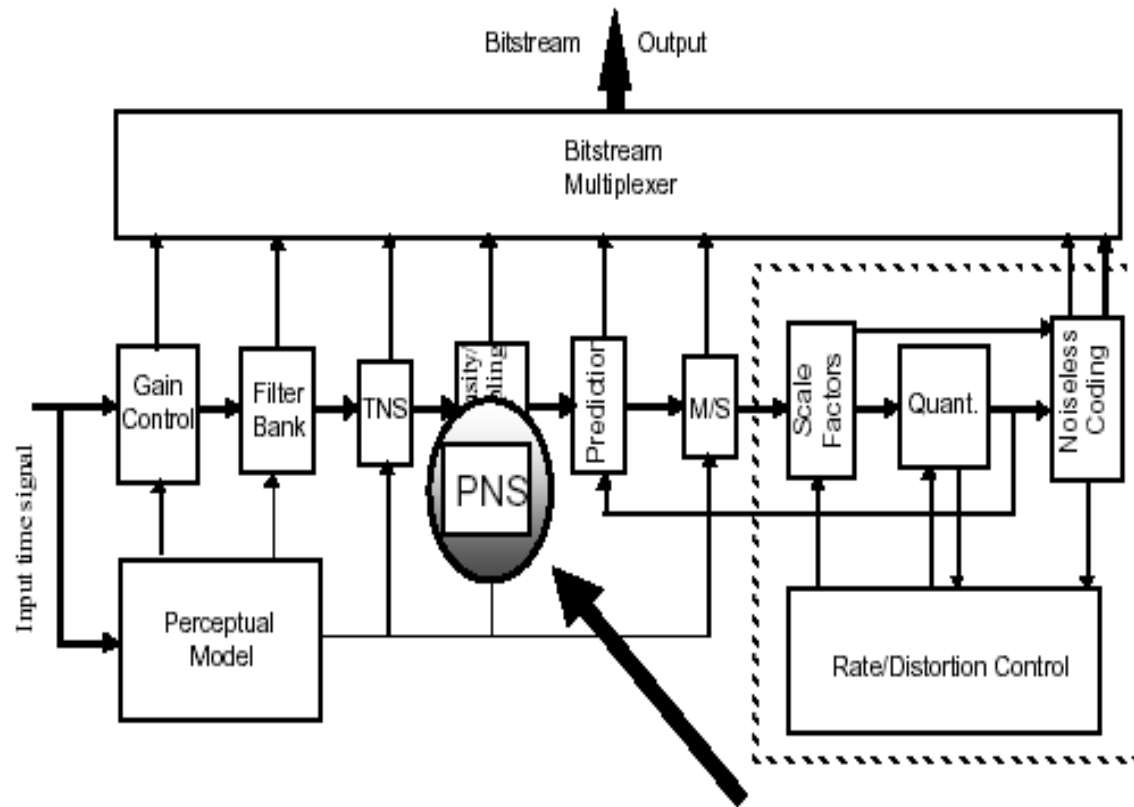 Bitstream Output
Bitstream
Multiplexer
Gain
Control
Filter
Bank
TNS
PNS
Prediction
M/S
Scale
Factors
Quant.
Noiseless
Coding
Input time signal
Perceptual
Model
Rate/Distortion Control